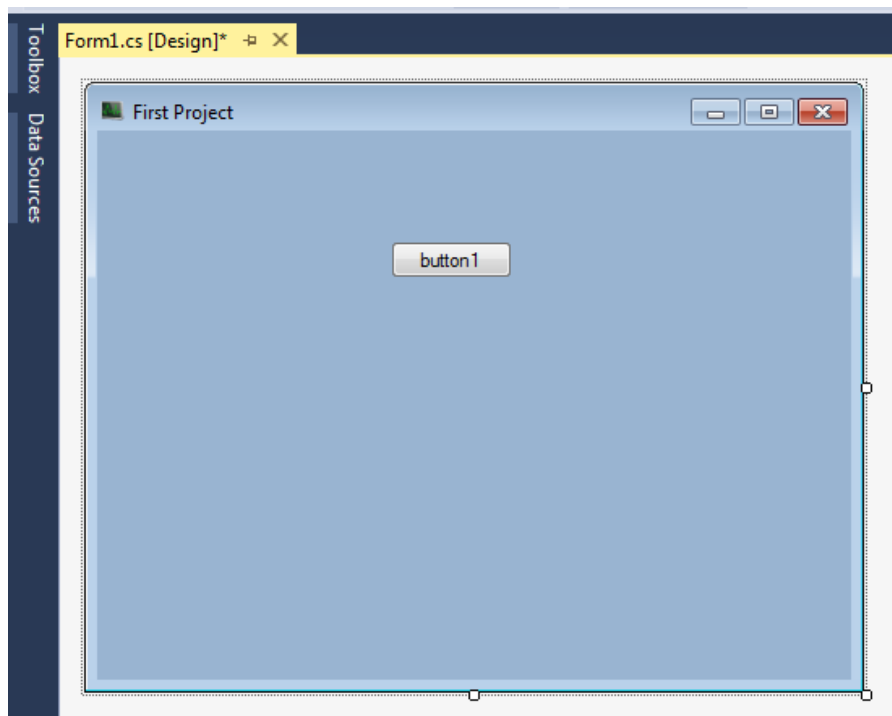 Form1.cs [Design]*
Toolbox
Data Sources
First Project
button1